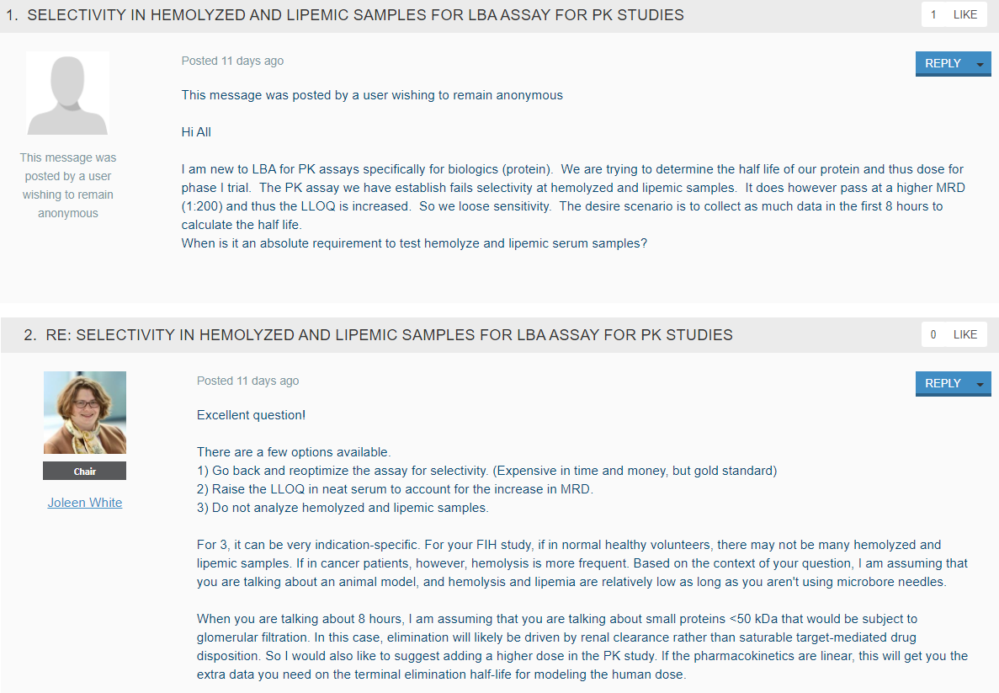 1. SELECTIVITY IN HEMOLYZED AND LIPEMIC SAMPLES FOR LBA ASSAY FOR PK STUDIES
1 LIKE
Posted 11 days ago
REPLY
This message was posted by a user wishing to remain anonymous
This message was
posted by a user
wishing to remain
anonymous
Hi All
I am new to LBA for PK assays specifically for biologics (protein).  We are trying to determine the half life of our protein and thus dose for
phase I trial.  The PK assay we have establish fails selectivity at hemolyzed and lipemic samples.  It does however pass at a higher MRD
(1:200) and thus the LLOQ is increased.  So we loose sensitivity.  The desire scenario is to collect as much data in the first 8 hours to
calculate the half life.
When is it an absolute requirement to test hemolyze and lipemic serum samples?
2. RE: SELECTIVITY IN HEMOLYZED AND LIPEMIC SAMPLES FOR LBA ASSAY FOR PK STUDIES
0 LIKE
Chair
Joleen White
Posted 11 days ago
REPLY
Excellent question!
There are a few options available.
1) Go back and reoptimize the assay for selectivity. (Expensive in time and money, but gold standard)
2) Raise the LLOQ in neat serum to account for the increase in MRD.
3) Do not analyze hemolyzed and lipemic samples.
For 3, it can be very indication-specific. For your FIH study, if in normal healthy volunteers, there may not be many hemolyzed and
lipemic samples. If in cancer patients, however, hemolysis is more frequent. Based on the context of your question, I am assuming that
you are talking about an animal model, and hemolysis and lipemia are relatively low as long as you aren't using microbore needles.
When you are talking about 8 hours, I am assuming that you are talking about small proteins <50 kDa that would be subject to
glomerular filtration. In this case, elimination will likely be driven by renal clearance rather than saturable target-mediated drug
disposition. So I would also like to suggest adding a higher dose in the PK study. If the pharmacokinetics are linear, this will get you the
extra data you need on the terminal elimination half-life for modeling the human dose.